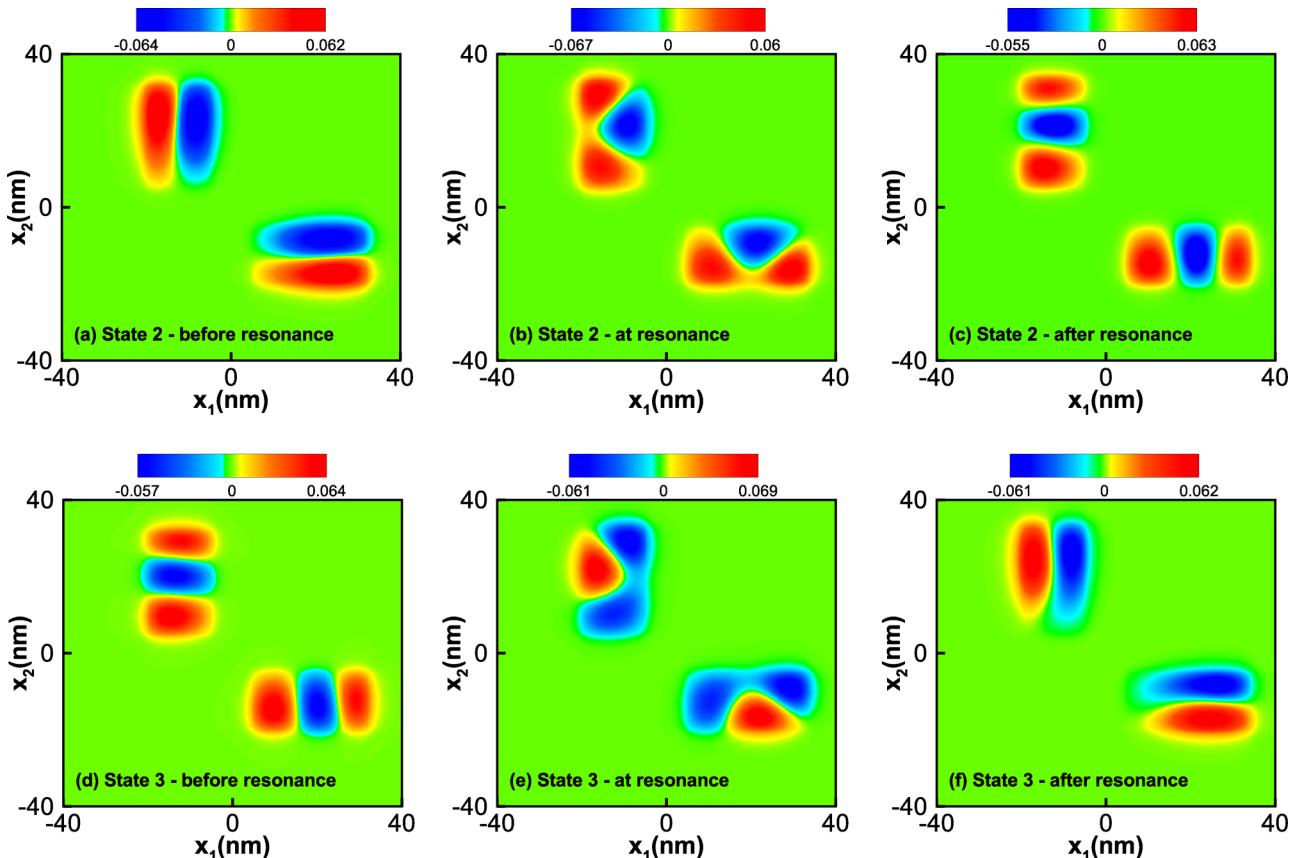 -0.064 0 0.062
-0.067 0 0.06
-0.055 0 0.063
40
0
-40
-40 0 40
x₂(nm)
x₁(nm)
(a) State 2 - before resonance
40
0
-40
-40 0 40
x₂(nm)
x₁(nm)
(b) State 2 - at resonance
40
0
-40
-40 0 40
x₂(nm)
x₁(nm)
(c) State 2 - after resonance
-0.057 0 0.064
-0.061 0 0.069
-0.061 0 0.062
40
0
-40
-40 0 40
x₂(nm)
x₁(nm)
(d) State 3 - before resonance
40
0
-40
-40 0 40
x₂(nm)
x₁(nm)
(e) State 3 - at resonance
40
0
-40
-40 0 40
x₂(nm)
x₁(nm)
(f) State 3 - after resonance